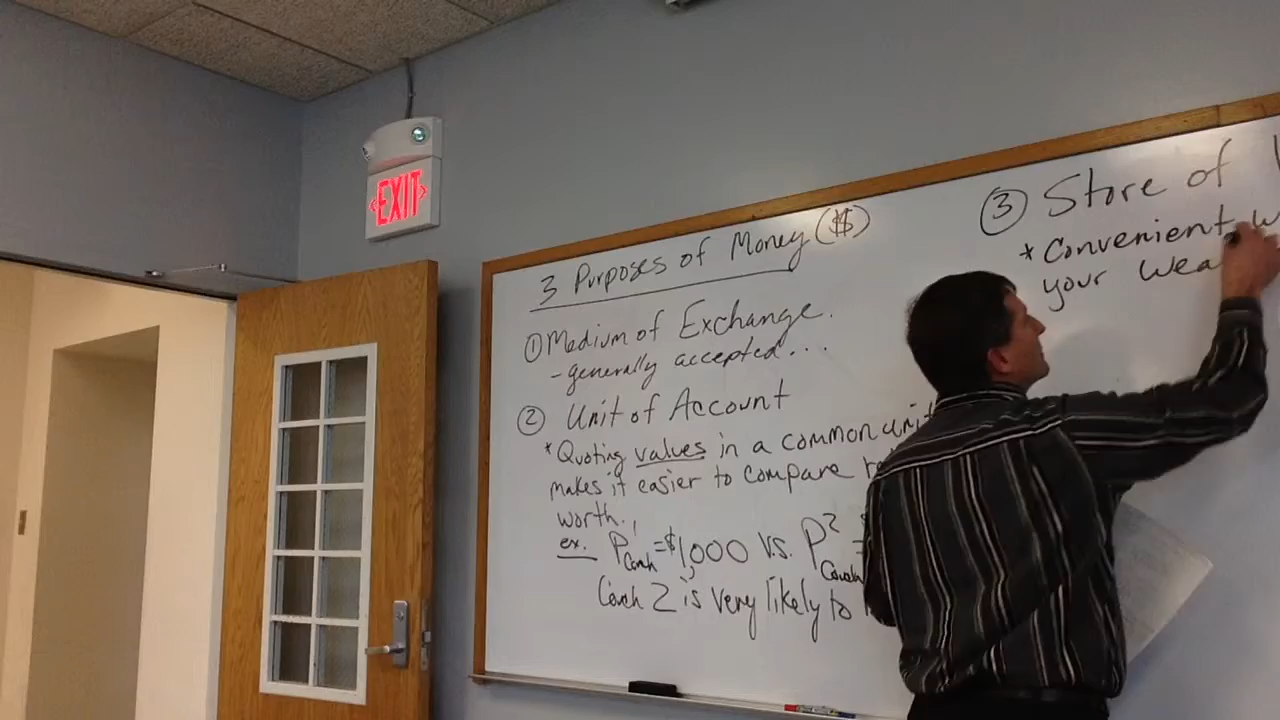 EXIT
3 Purposes of Money ($)
① Medium of Exchange.
- generally accepted...
② Unit of Account
* Quoting values in a common unit
makes it easier to compare
worth.
ex. P = $1,000 vs. P² =
Couch 2 is very likely to
③ Store of
* Convenient
your